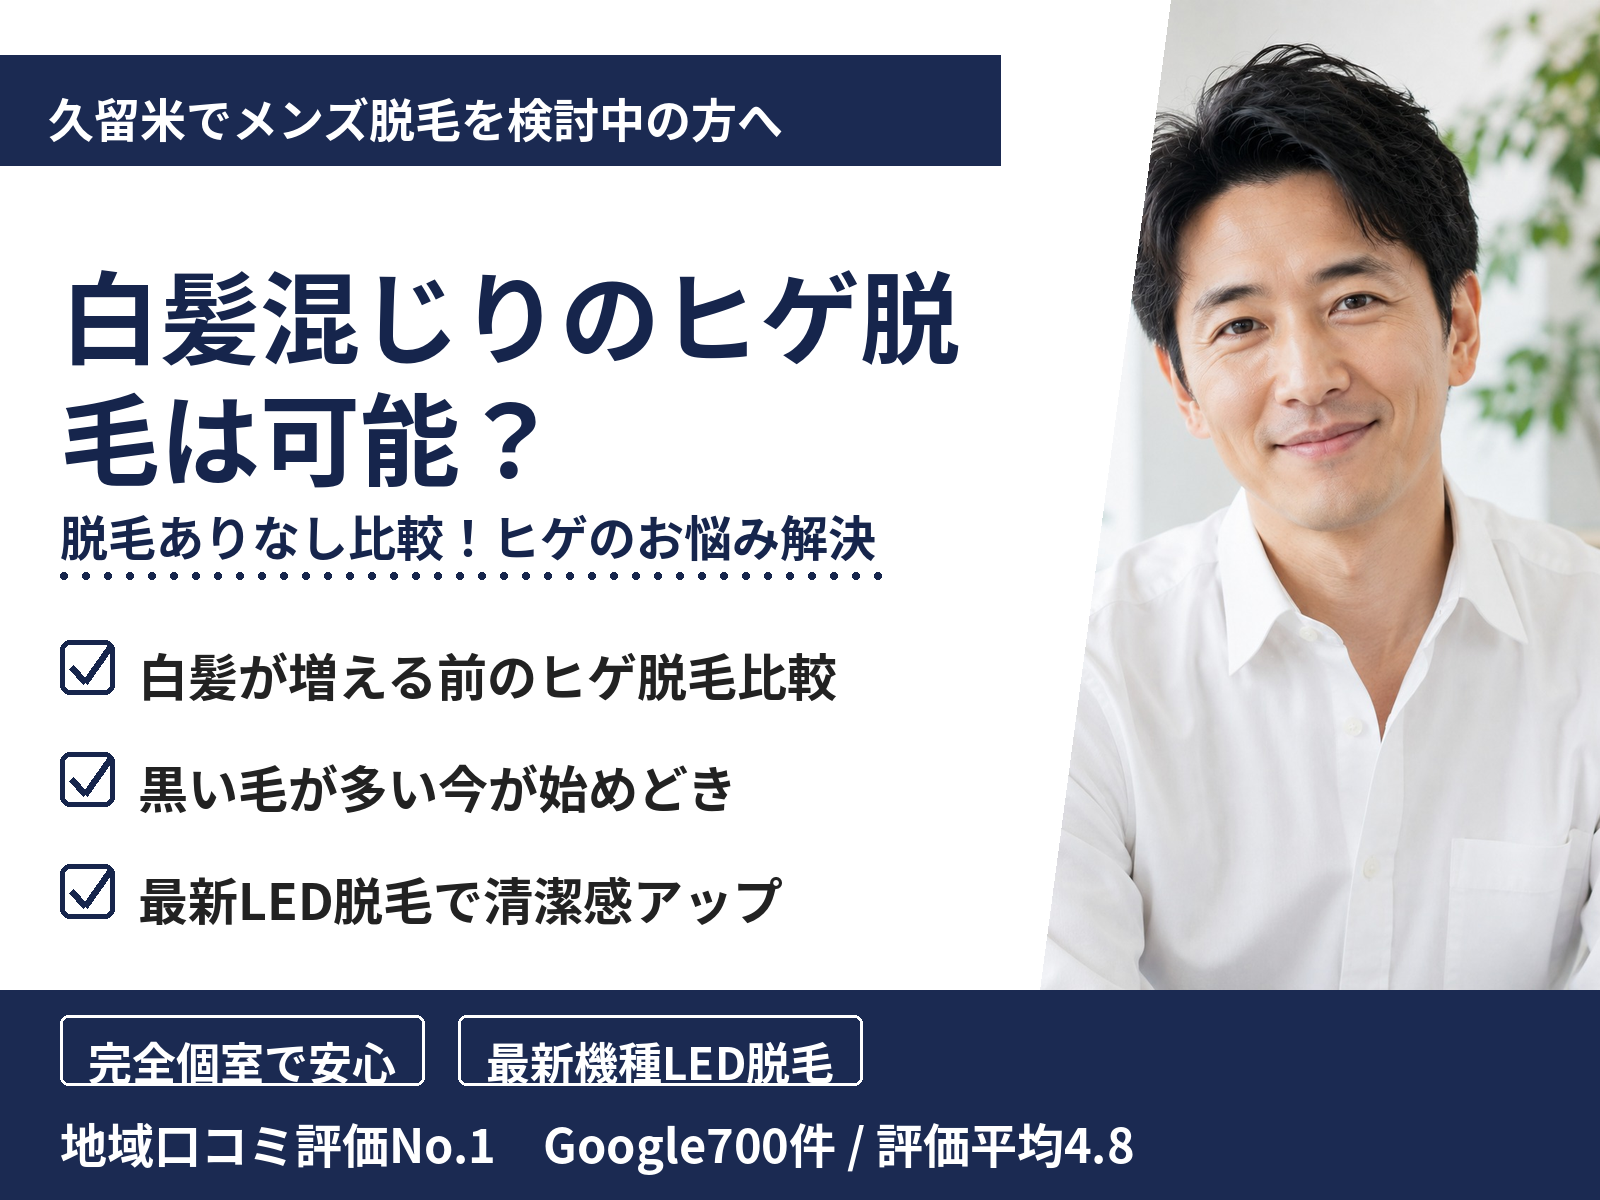 久留米でメンズ脱毛を検討中の方へ
白髪混じりのヒゲ脱
毛は可能？
脱毛ありなし比較！ヒゲのお悩み解決
白髪が増える前のヒゲ脱毛比較
黒い毛が多い今が始めどき
最新LED脱毛で清潔感アップ
完全個室で安心 最新機種LED脱毛
地域口コミ評価No.1　Google700件 / 評価平均4.8